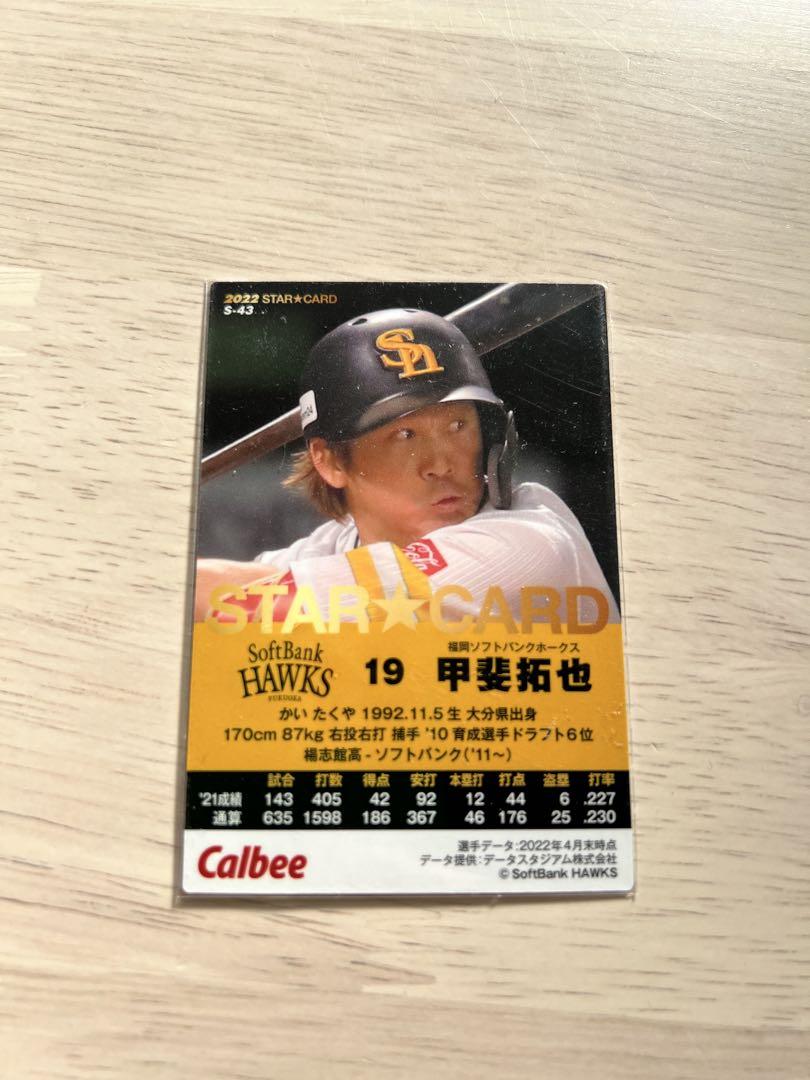 2022 STAR★CARD
S-43
Sh
STAR★CARD
SoftBank
HAWKS
FUKUOKA
19
福岡ソフトバンクホークス
甲斐拓也
かい たくや 1992.11.5生 大分県出身
170cm 87kg 右投右打 捕手 '10 育成選手ドラフト6位
楊志館高-ソフトバンク('11〜)
試合 打数 得点 安打 本塁打 打点 盗塁 打率
'21成績 143 405 42 92 12 44 6 .227
通算 635 1598 186 367 46 176 25 .230
Calbee
選手データ:2022年4月末時点
データ提供:データスタジアム株式会社
© SoftBank HAWKS